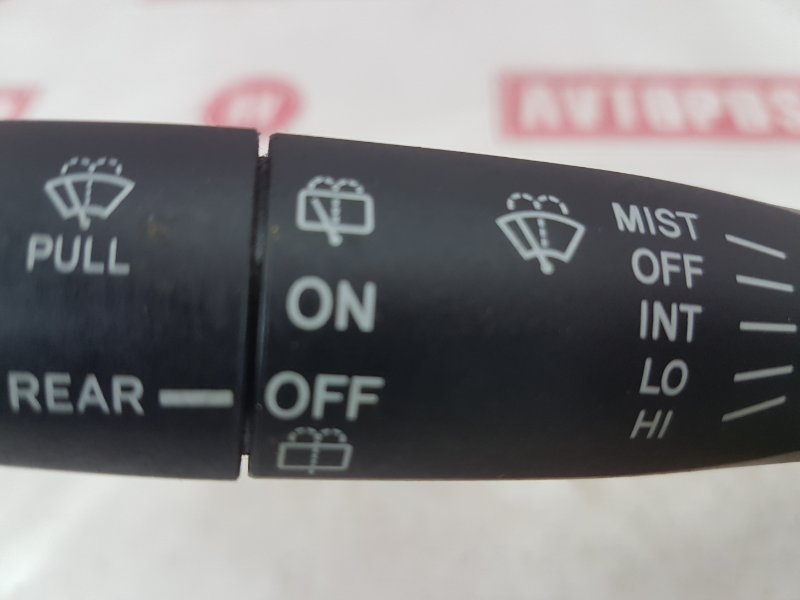 PULL
REAR
ON
OFF
MIST
OFF
INT
LO
HI